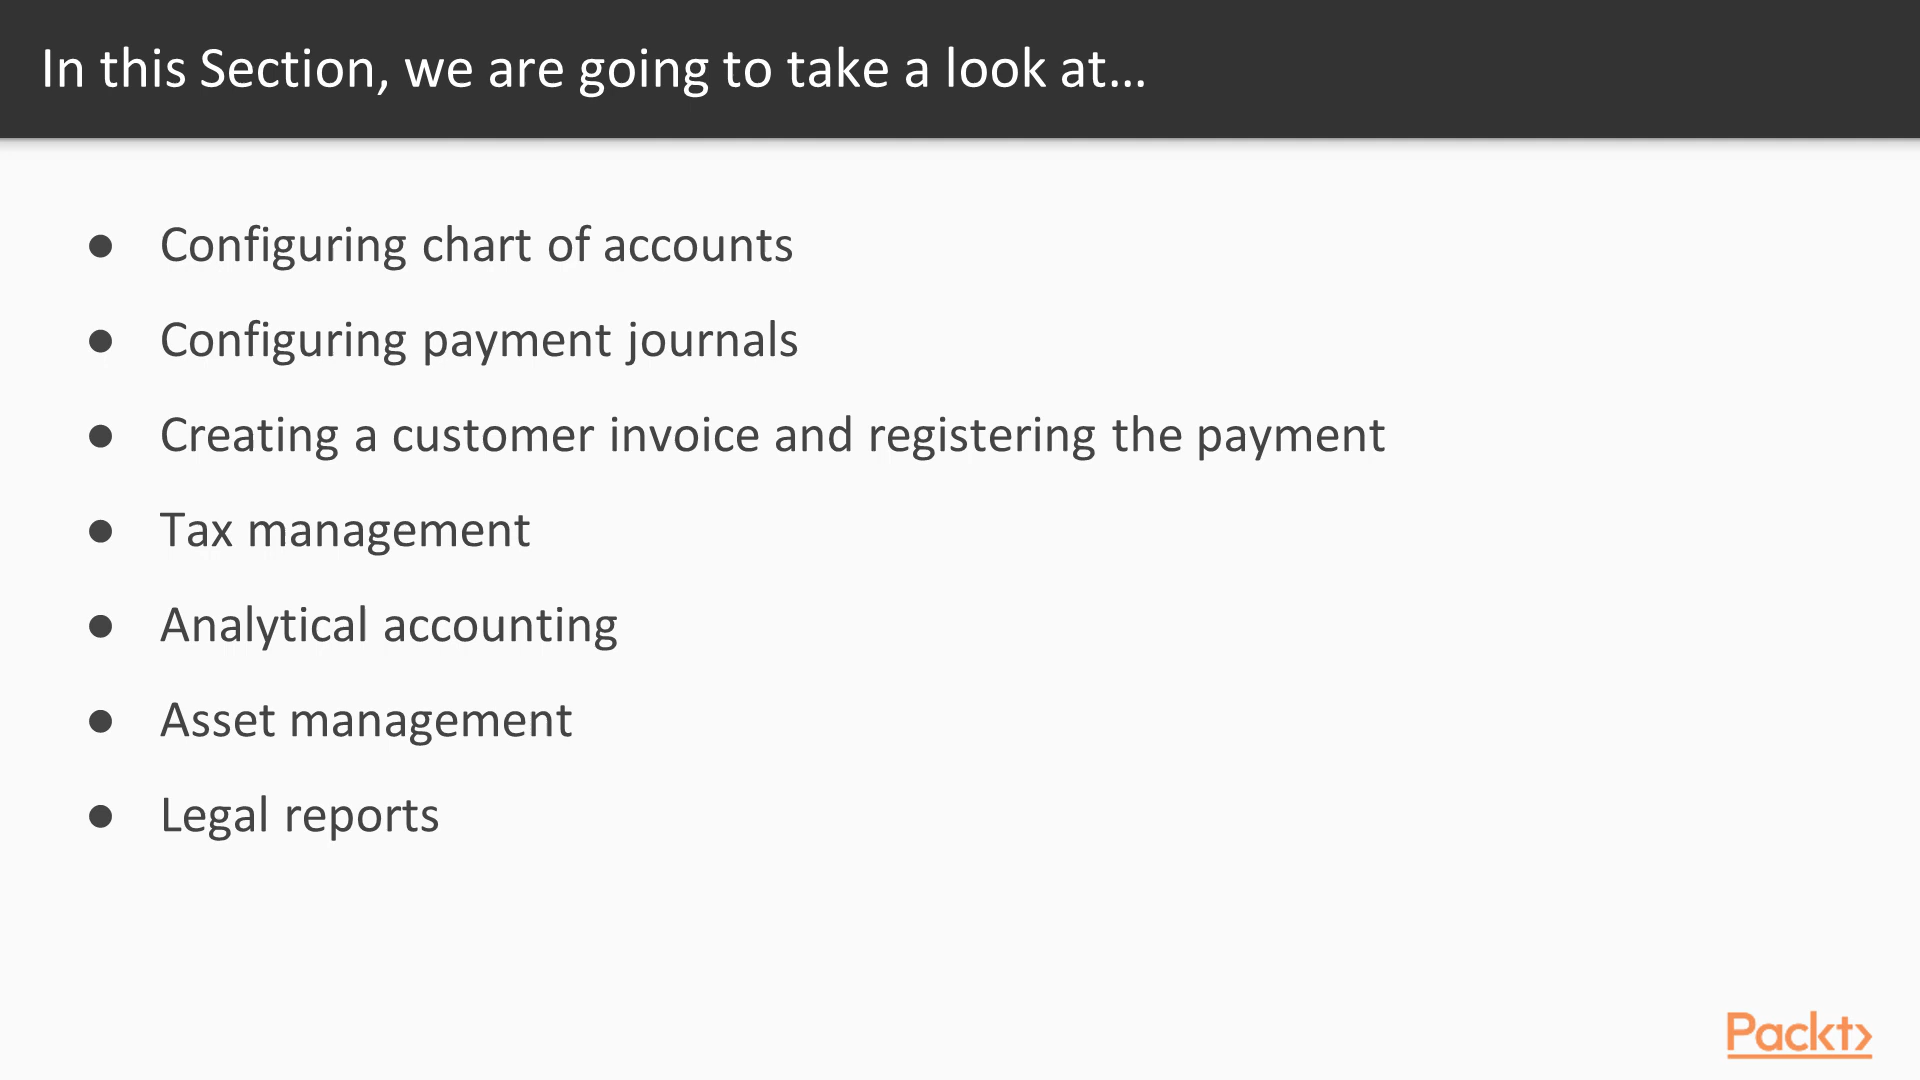 In this Section, we are going to take a look at...
● Configuring chart of accounts
● Configuring payment journals
● Creating a customer invoice and registering the payment
● Tax management
● Analytical accounting
● Asset management
● Legal reports
Packt>